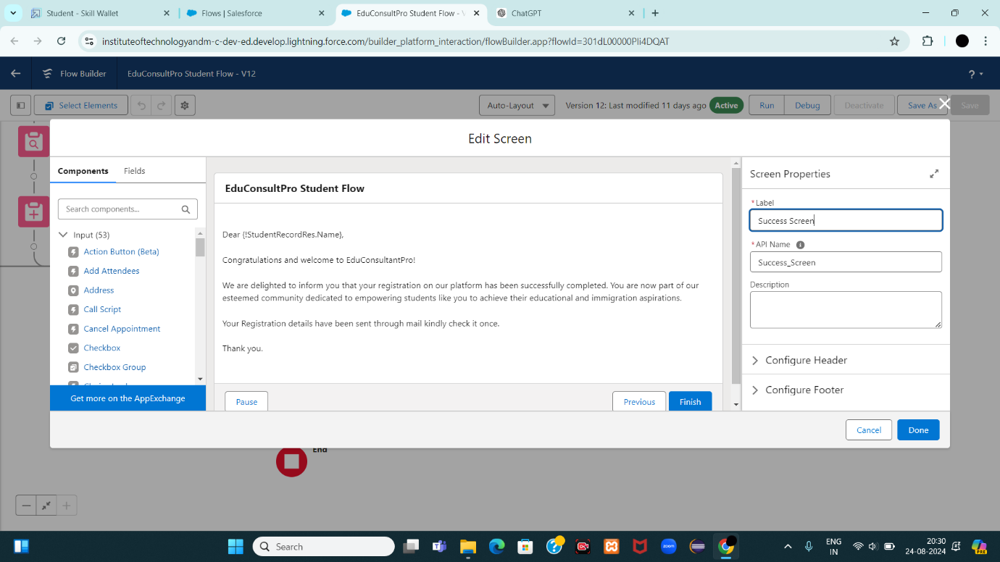 Student - Skill Wallet
Flows | Salesforce
EduConsultPro Student Flow - V
ChatGPT
instituteoftechnologyandm-c-dev-ed.develop.lightning.force.com/builder_platform_interaction/flowBuilder.app?flowId=301dL00000PIi4DQAT
Flow Builder
EduConsultPro Student Flow - V12
?
Select Elements
Auto-Layout
Version 12: Last modified 11 days ago
Active
Run
Debug
Deactivate
Save As
Save
Edit Screen
Components
Fields
Search components...
Input (53)
Action Button (Beta)
Add Attendees
Address
Call Script
Cancel Appointment
Checkbox
Checkbox Group
Get more on the AppExchange
EduConsultPro Student Flow
Dear {!StudentRecordRes.Name},
Congratulations and welcome to EduConsultantPro!
We are delighted to inform you that your registration on our platform has been successfully completed. You are now part of our
esteemed community dedicated to empowering students like you to achieve their educational and immigration aspirations.
Your Registration details have been sent through mail kindly check it once.
Thank you.
Pause
Previous
Finish
Screen Properties
*Label
Success Screen
*API Name
Success_Screen
Description
Configure Header
Configure Footer
Cancel
Done
End
Search
zoom
ENG
IN
20:30
24-08-2024
PRE